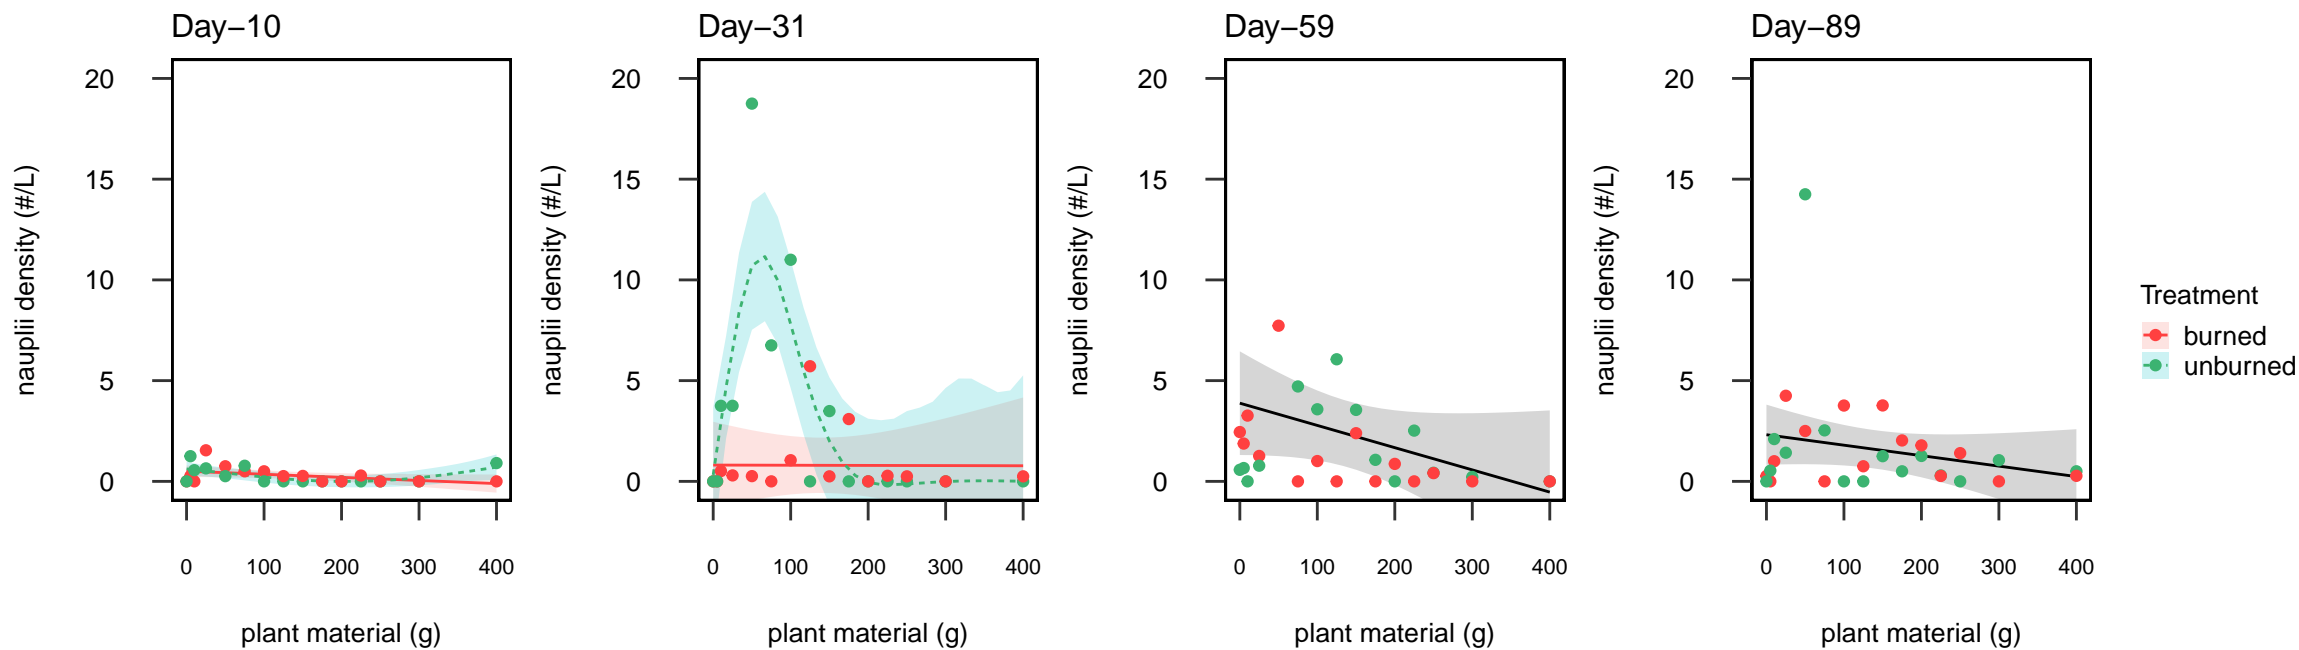 Day–10
Day–31
Day–59
Day–89
nauplii density (#/L)
20
15
10
5
0
0 100 200 300 400
plant material (g)
nauplii density (#/L)
20
15
10
5
0
0 100 200 300 400
plant material (g)
nauplii density (#/L)
20
15
10
5
0
0 100 200 300 400
plant material (g)
nauplii density (#/L)
20
15
10
5
0
0 100 200 300 400
plant material (g)
Treatment
burned
unburned